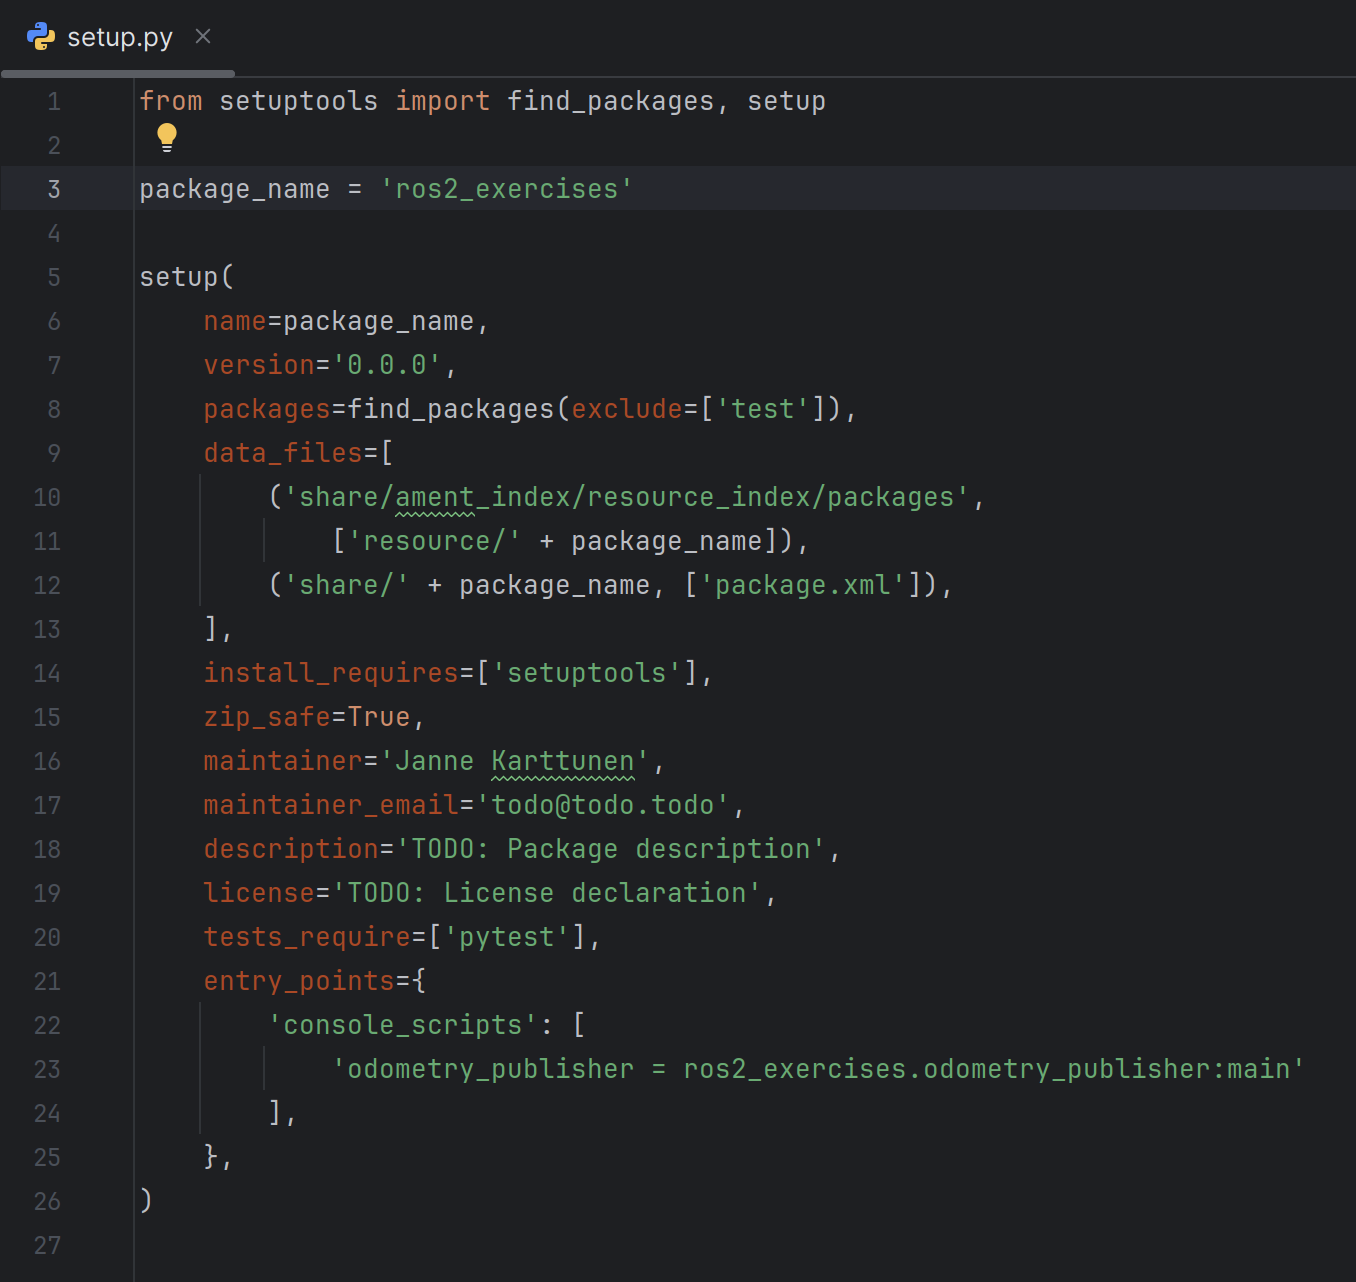 setup.py
1 from setuptools import find_packages, setup
2
3 package_name = 'ros2_exercises'
4
5 setup(
6     name=package_name,
7     version='0.0.0',
8     packages=find_packages(exclude=['test']),
9     data_files=[
10         ('share/ament_index/resource_index/packages',
11             ['resource/' + package_name]),
12         ('share/' + package_name, ['package.xml']),
13     ],
14     install_requires=['setuptools'],
15     zip_safe=True,
16     maintainer='Janne Karttunen',
17     maintainer_email='todo@todo.todo',
18     description='TODO: Package description',
19     license='TODO: License declaration',
20     tests_require=['pytest'],
21     entry_points={
22         'console_scripts': [
23             'odometry_publisher = ros2_exercises.odometry_publisher:main'
24         ],
25     },
26 )
27